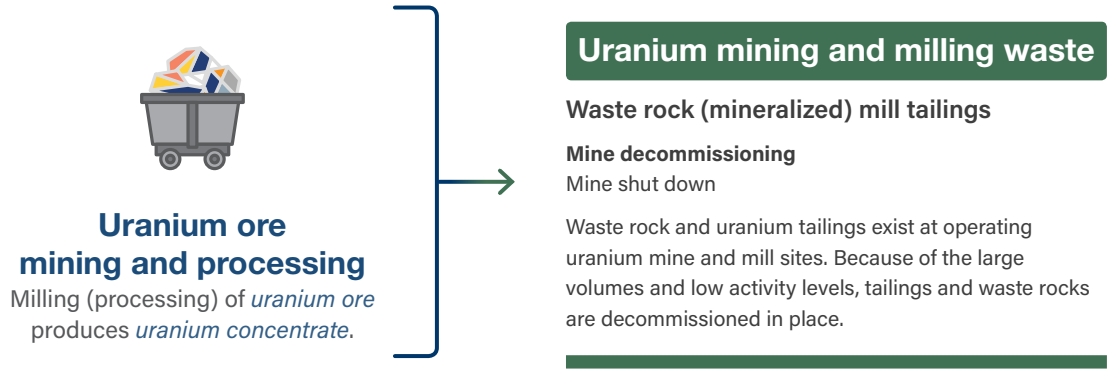 Uranium ore
mining and processing
Milling (processing) of uranium ore
produces uranium concentrate.
Uranium mining and milling waste
Waste rock (mineralized) mill tailings
Mine decommissioning
Mine shut down
Waste rock and uranium tailings exist at operating
uranium mine and mill sites. Because of the large
volumes and low activity levels, tailings and waste rocks
are decommissioned in place.